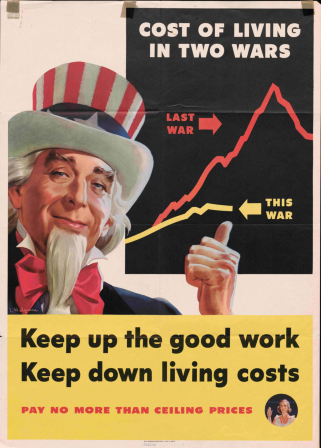 COST OF LIVING
IN TWO WARS
LAST
WAR
THIS
WAR
Keep up the good work
Keep down living costs
PAY NO MORE THAN CEILING PRICES